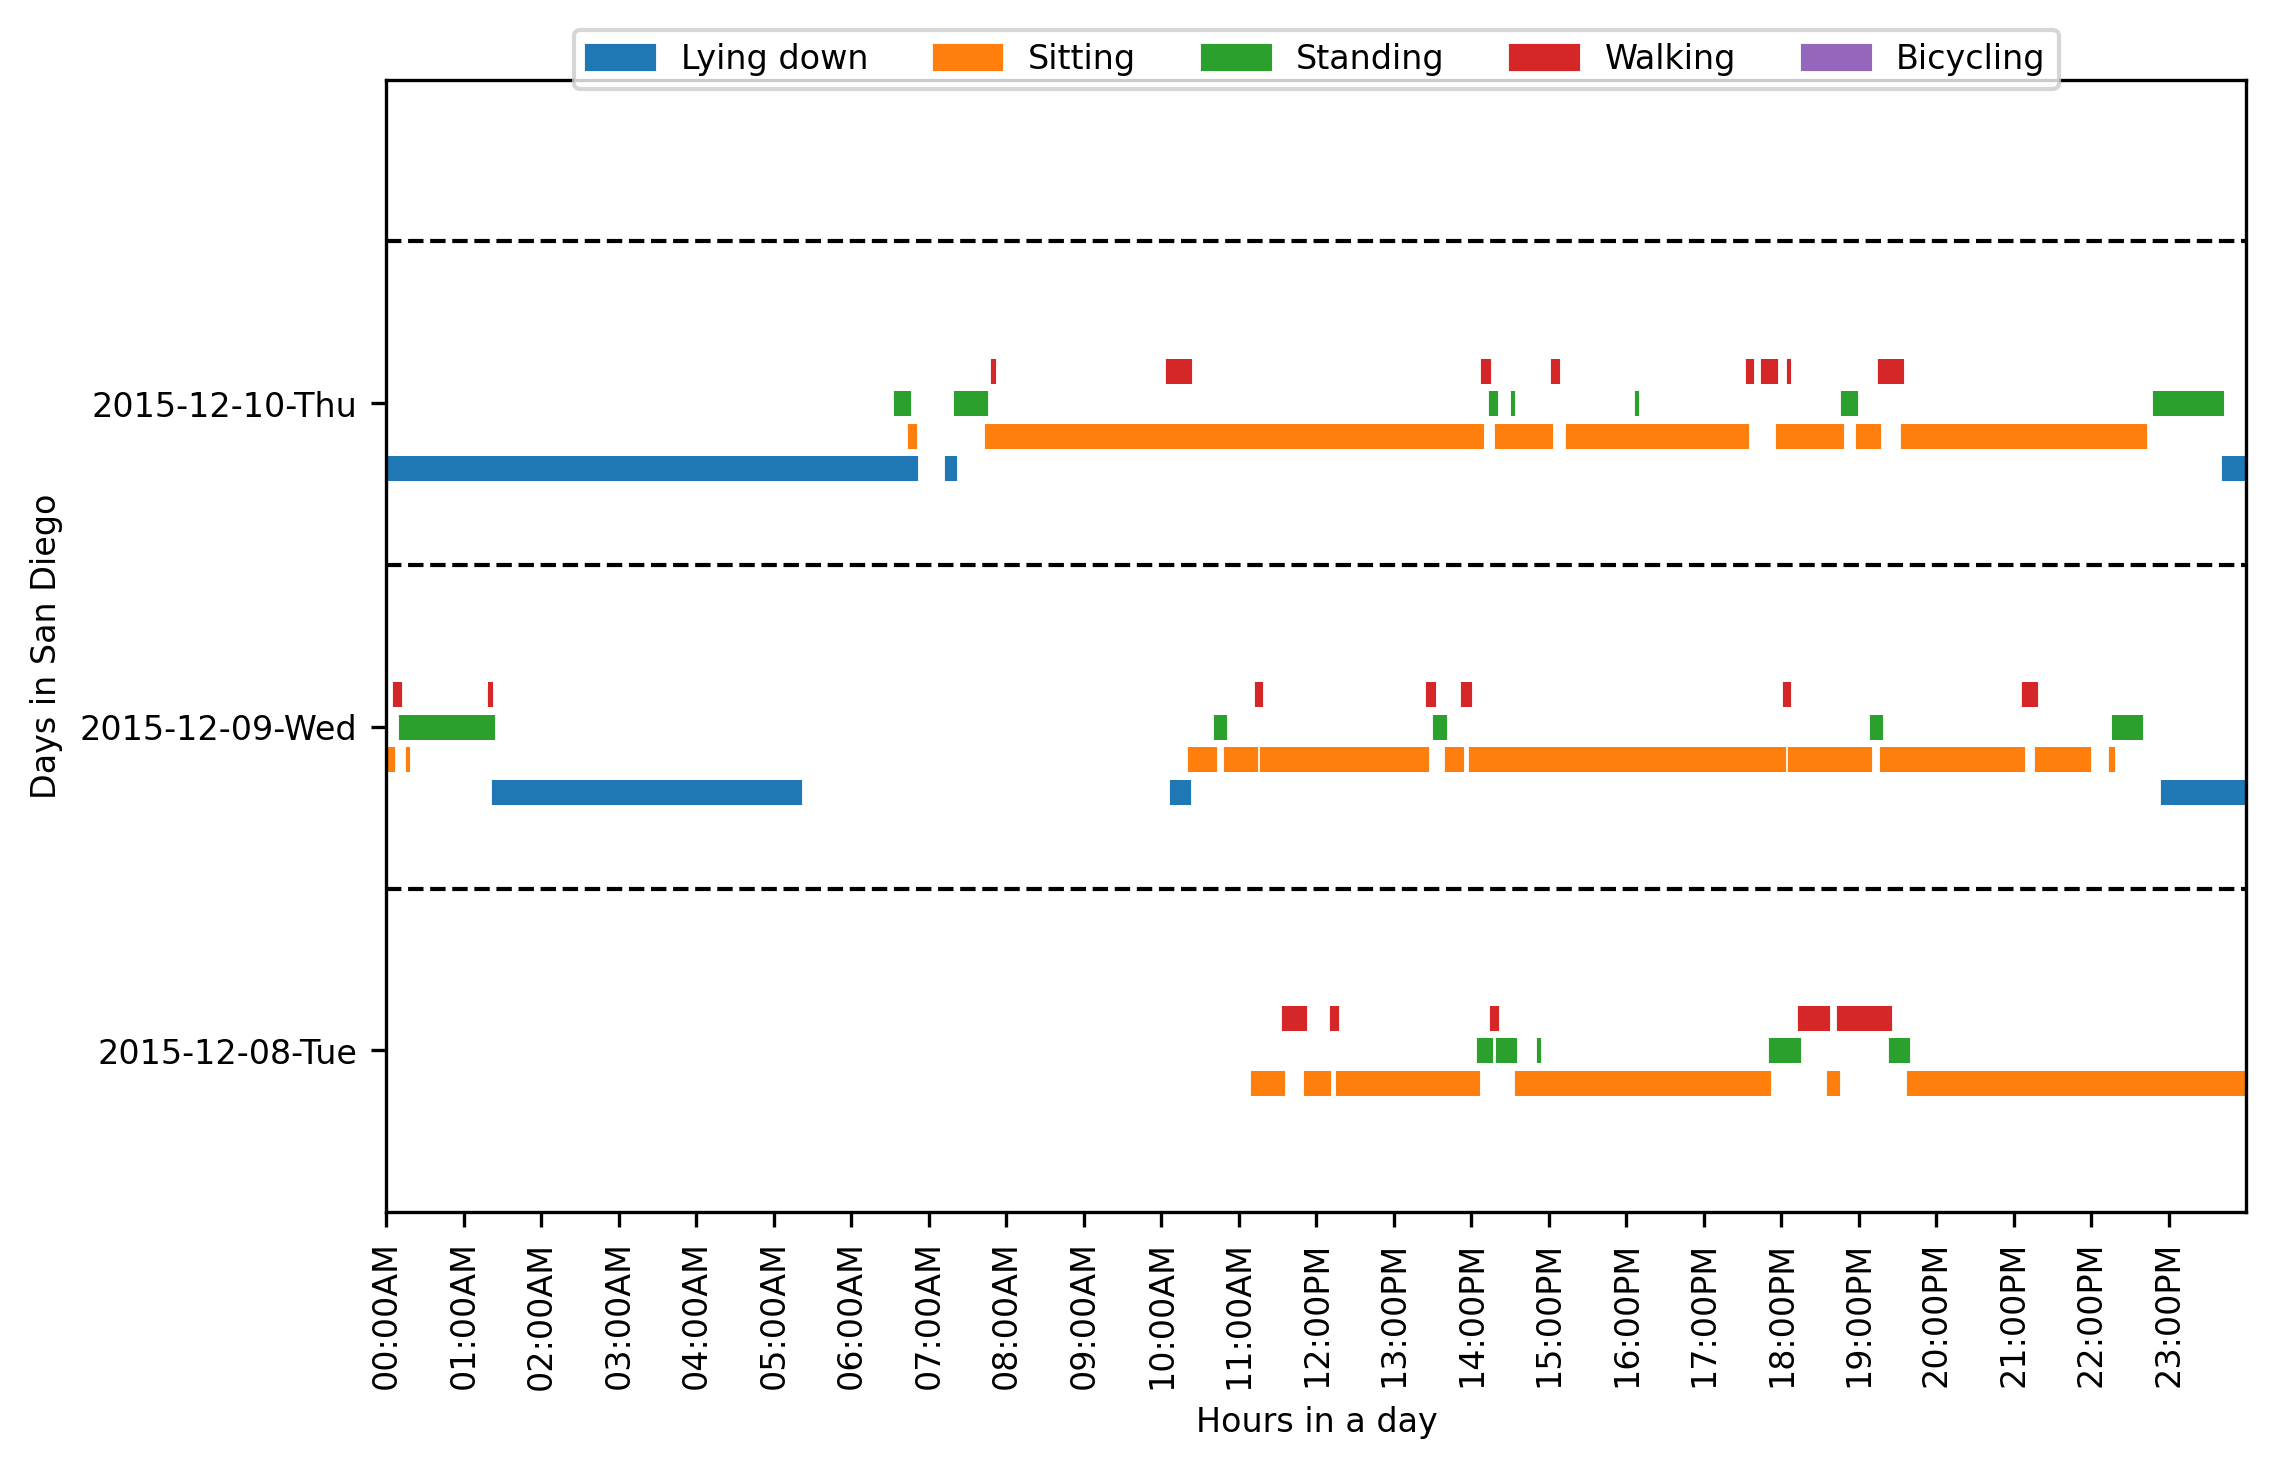 Lying down Sitting Standing Walking Bicycling
2015-12-10-Thu
2015-12-09-Wed
2015-12-08-Tue
Days in San Diego
00:00AM 01:00AM 02:00AM 03:00AM 04:00AM 05:00AM 06:00AM 07:00AM 08:00AM 09:00AM 10:00AM 11:00AM 12:00PM 13:00PM 14:00PM 15:00PM 16:00PM 17:00PM 18:00PM 19:00PM 20:00PM 21:00PM 22:00PM 23:00PM
Hours in a day